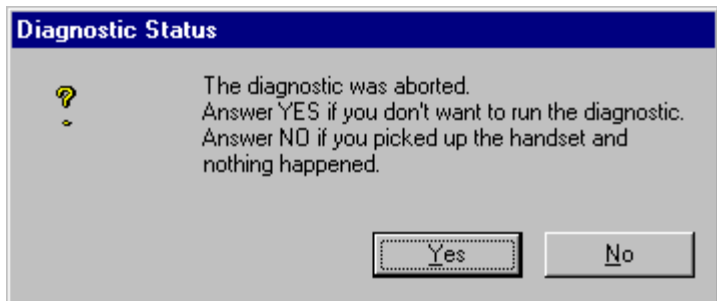 Diagnostic Status
The diagnostic was aborted.
Answer YES if you don't want to run the diagnostic.
Answer NO if you picked up the handset and
nothing happened.
Yes
No